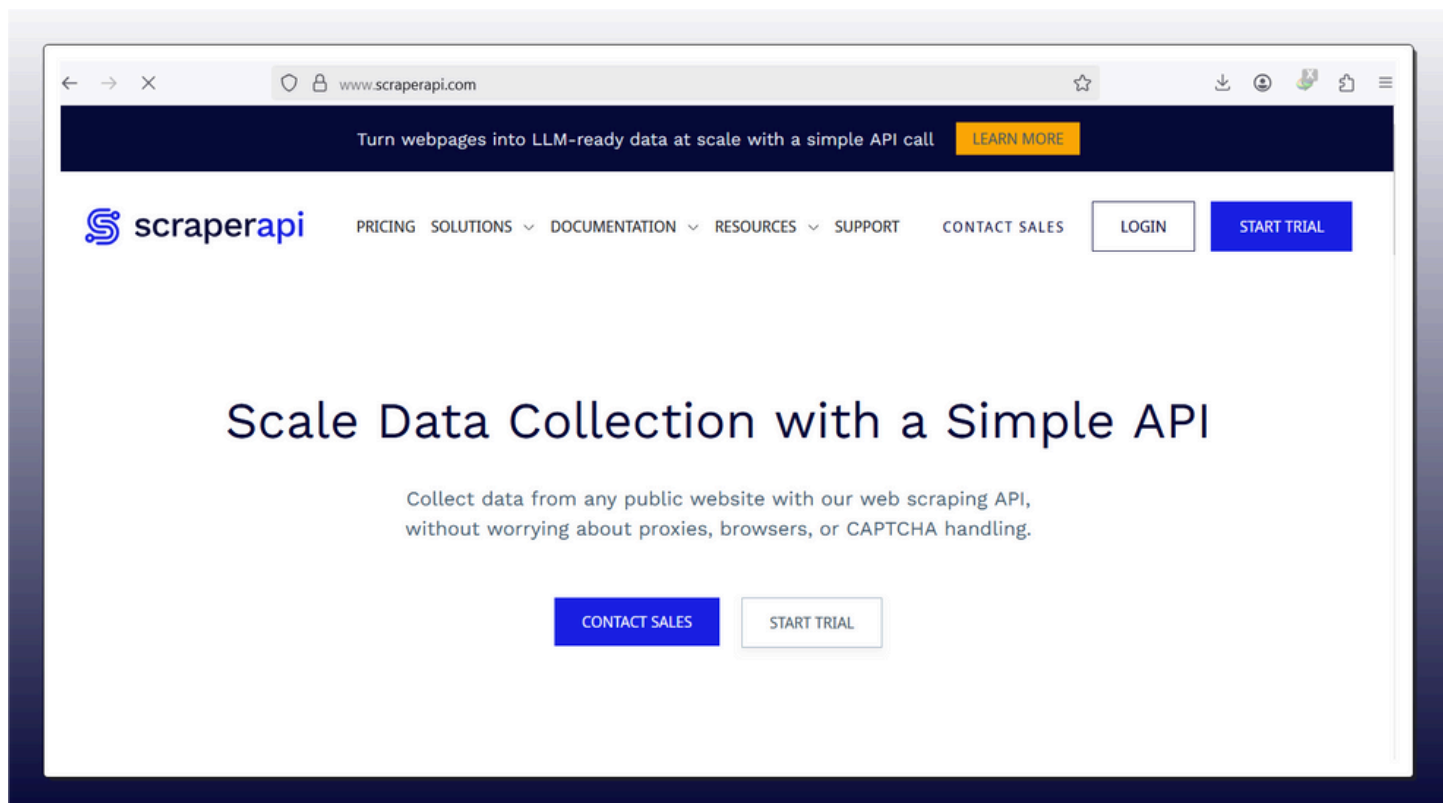 www.scraperapi.com
Turn webpages into LLM-ready data at scale with a simple API call LEARN MORE
scraperapi PRICING SOLUTIONS DOCUMENTATION RESOURCES SUPPORT CONTACT SALES LOGIN START TRIAL
Scale Data Collection with a Simple API
Collect data from any public website with our web scraping API,
without worrying about proxies, browsers, or CAPTCHA handling.
CONTACT SALES START TRIAL